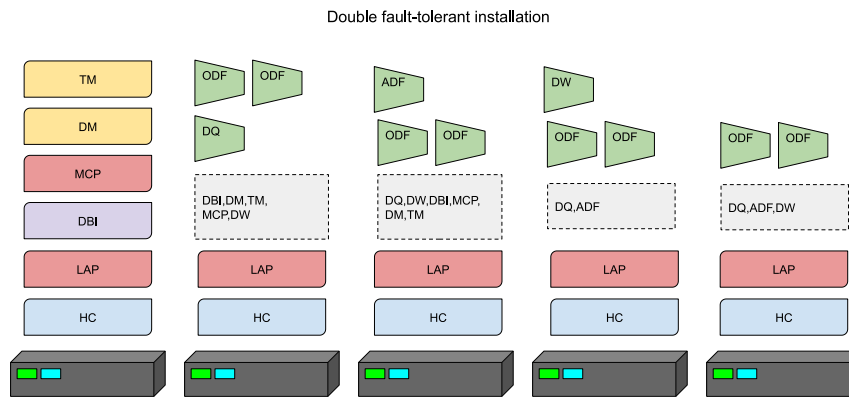 Double fault-tolerant installation
TM
DM
MCP
DBI
LAP
HC
ODF
ODF
DQ
DBI,DM,TM,
MCP,DW
LAP
HC
ADF
ODF
ODF
DQ,DW,DBI,MCP,
DM,TM
LAP
HC
DW
ODF
ODF
DQ,ADF
LAP
HC
ODF
ODF
DQ,ADF,DW
LAP
HC